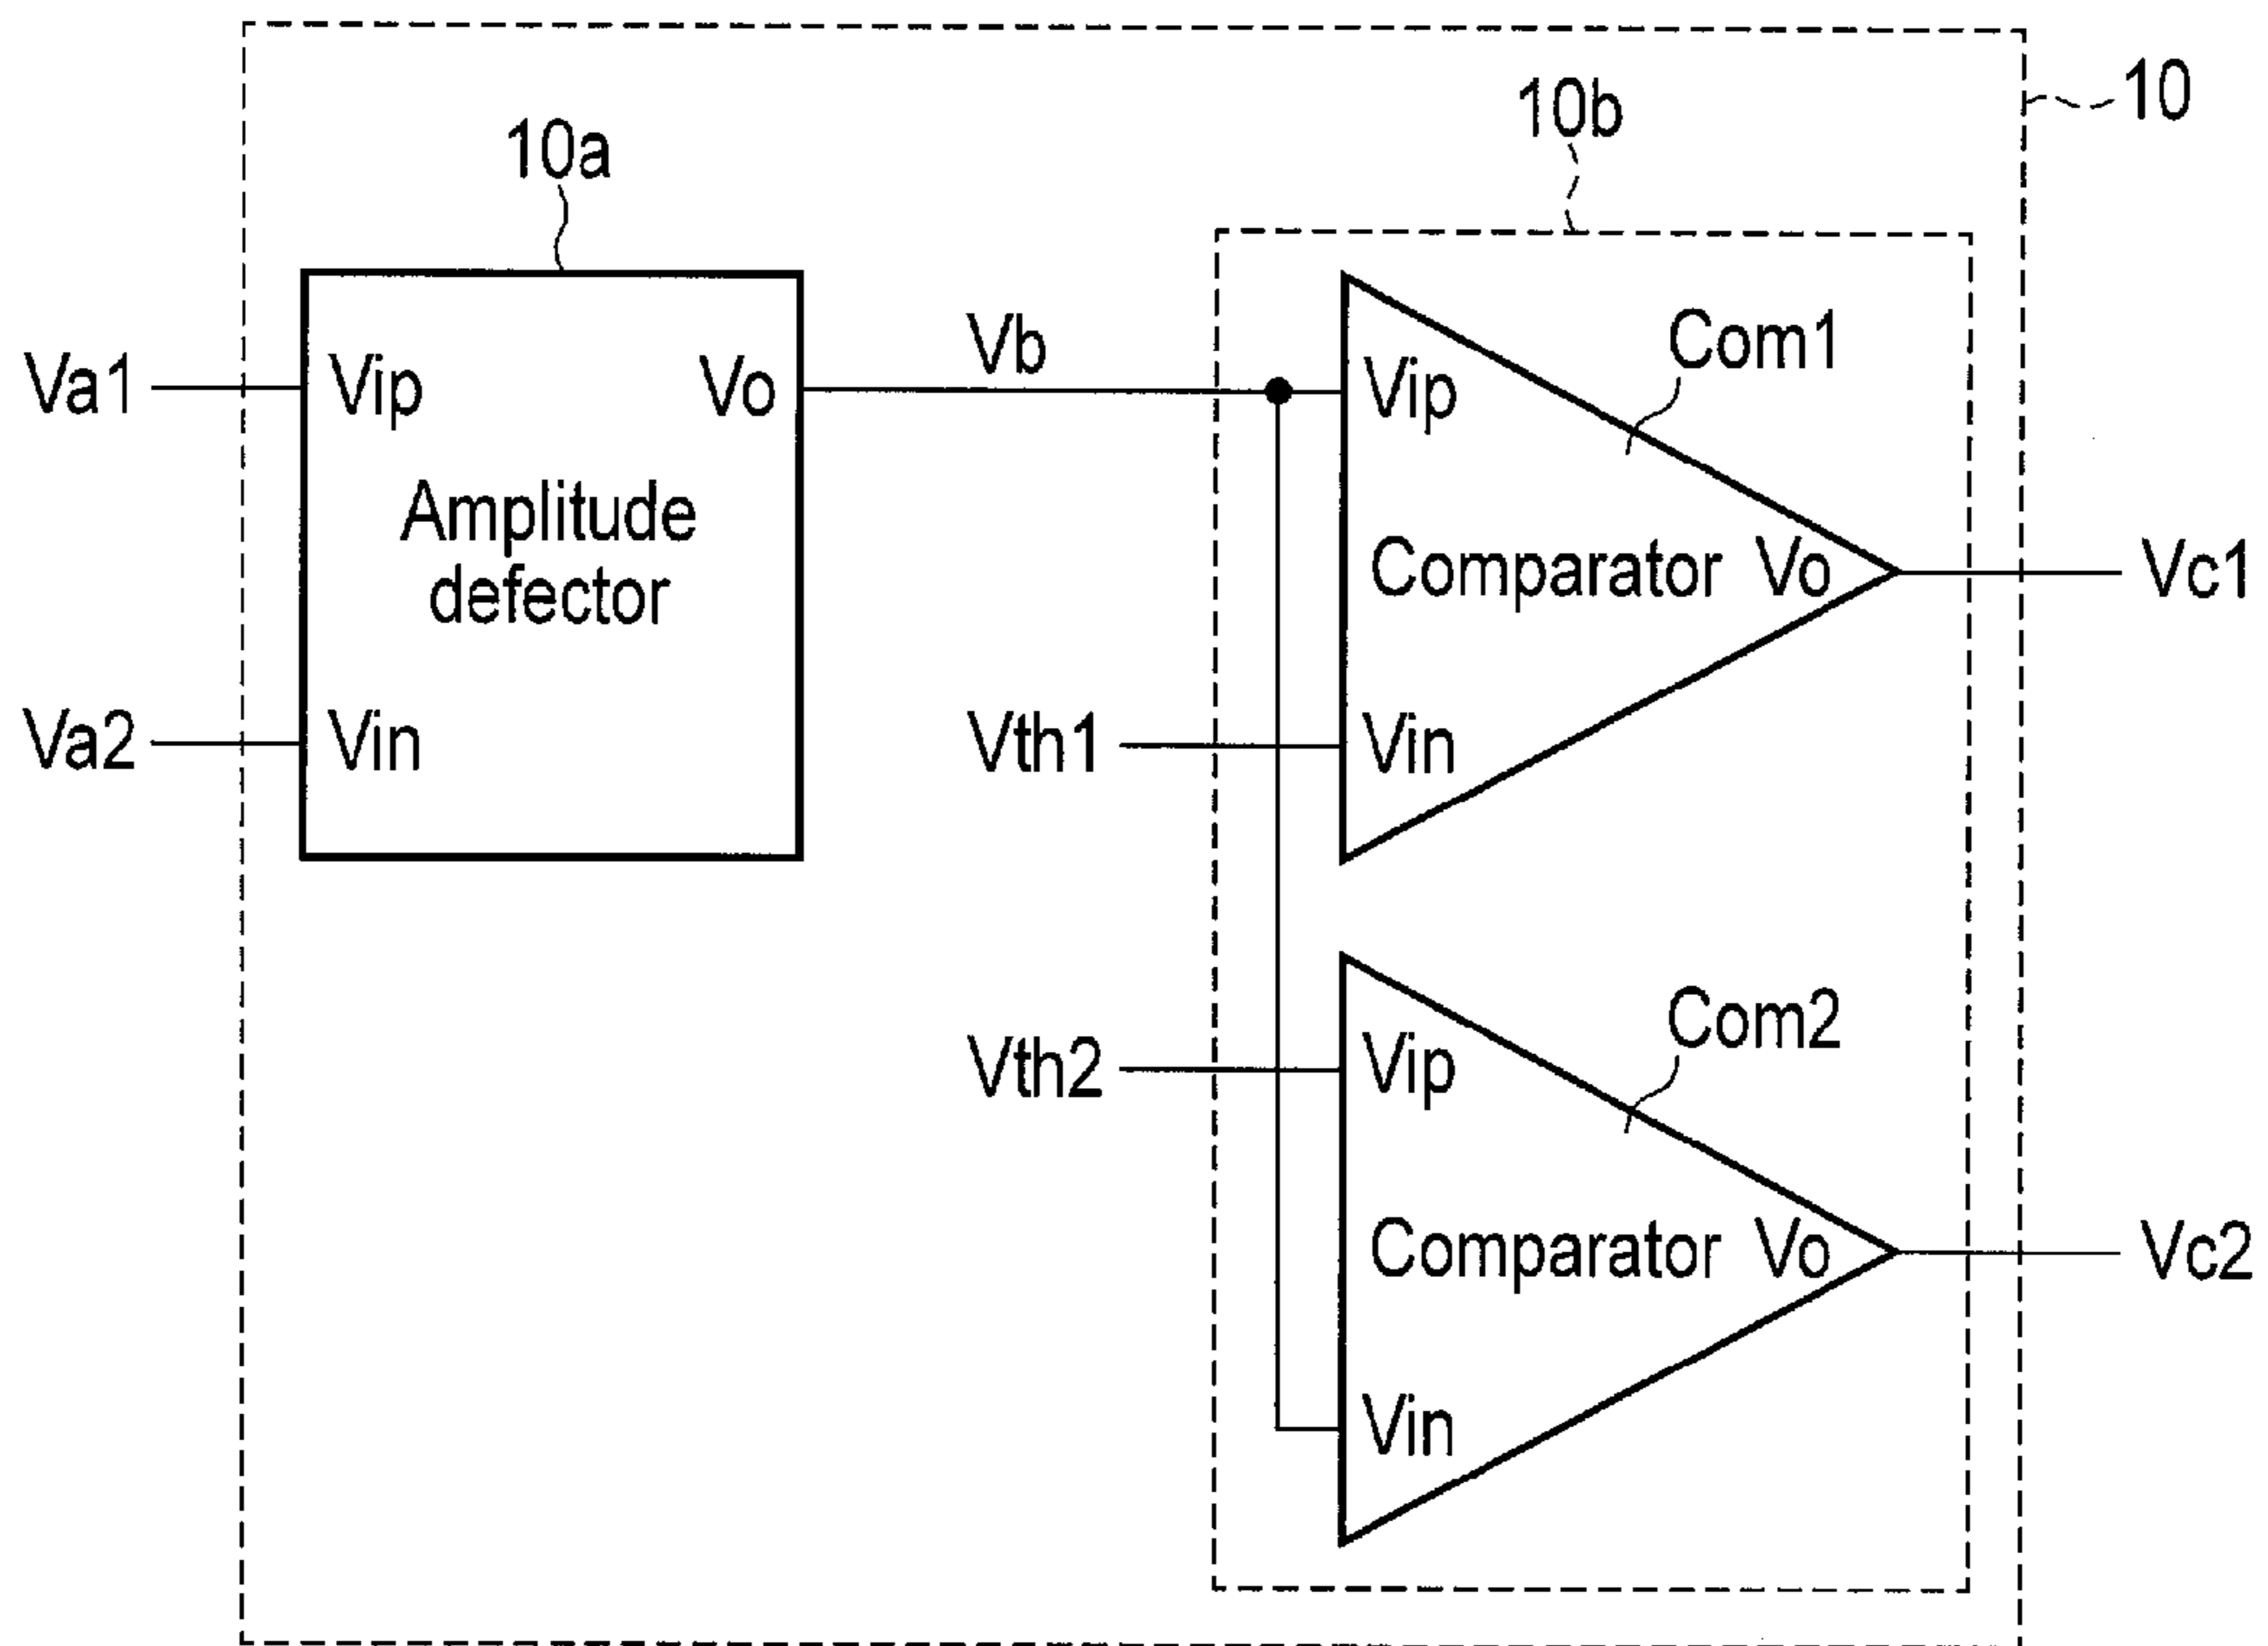 10
10b
10a
Va1
Vip
Vo
Amplitude
defector
Va2
Vin
Vb
Com1
Vip
Comparator Vo
Vth1
Vin
Vc1
Com2
Vth2
Vip
Comparator Vo
Vin
Vc2